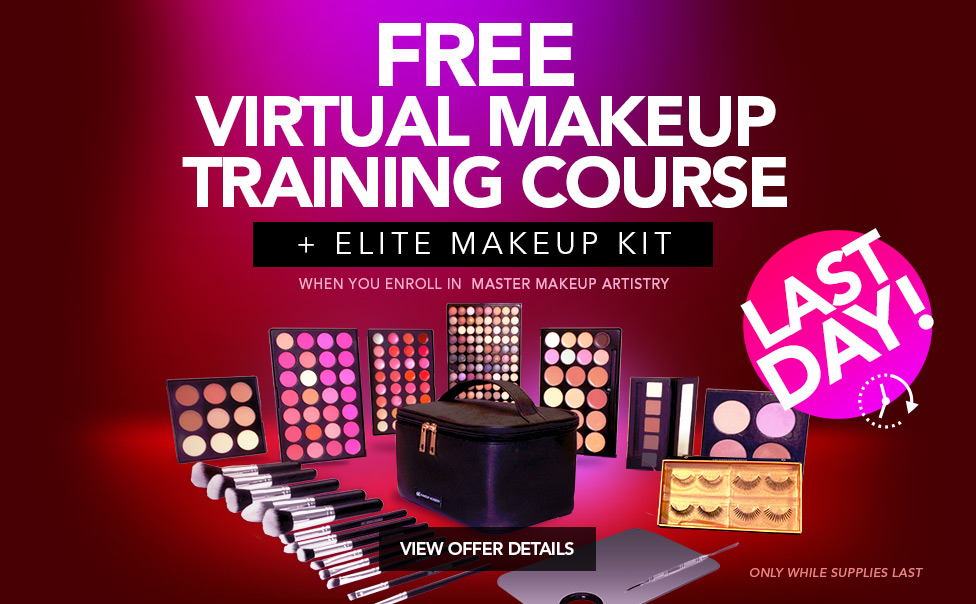 FREE
VIRTUAL MAKEUP
TRAINING COURSE
+ ELITE MAKEUP KIT
WHEN YOU ENROLL IN MASTER MAKEUP ARTISTRY
LAST
DAY!
VIEW OFFER DETAILS
ONLY WHILE SUPPLIES LAST